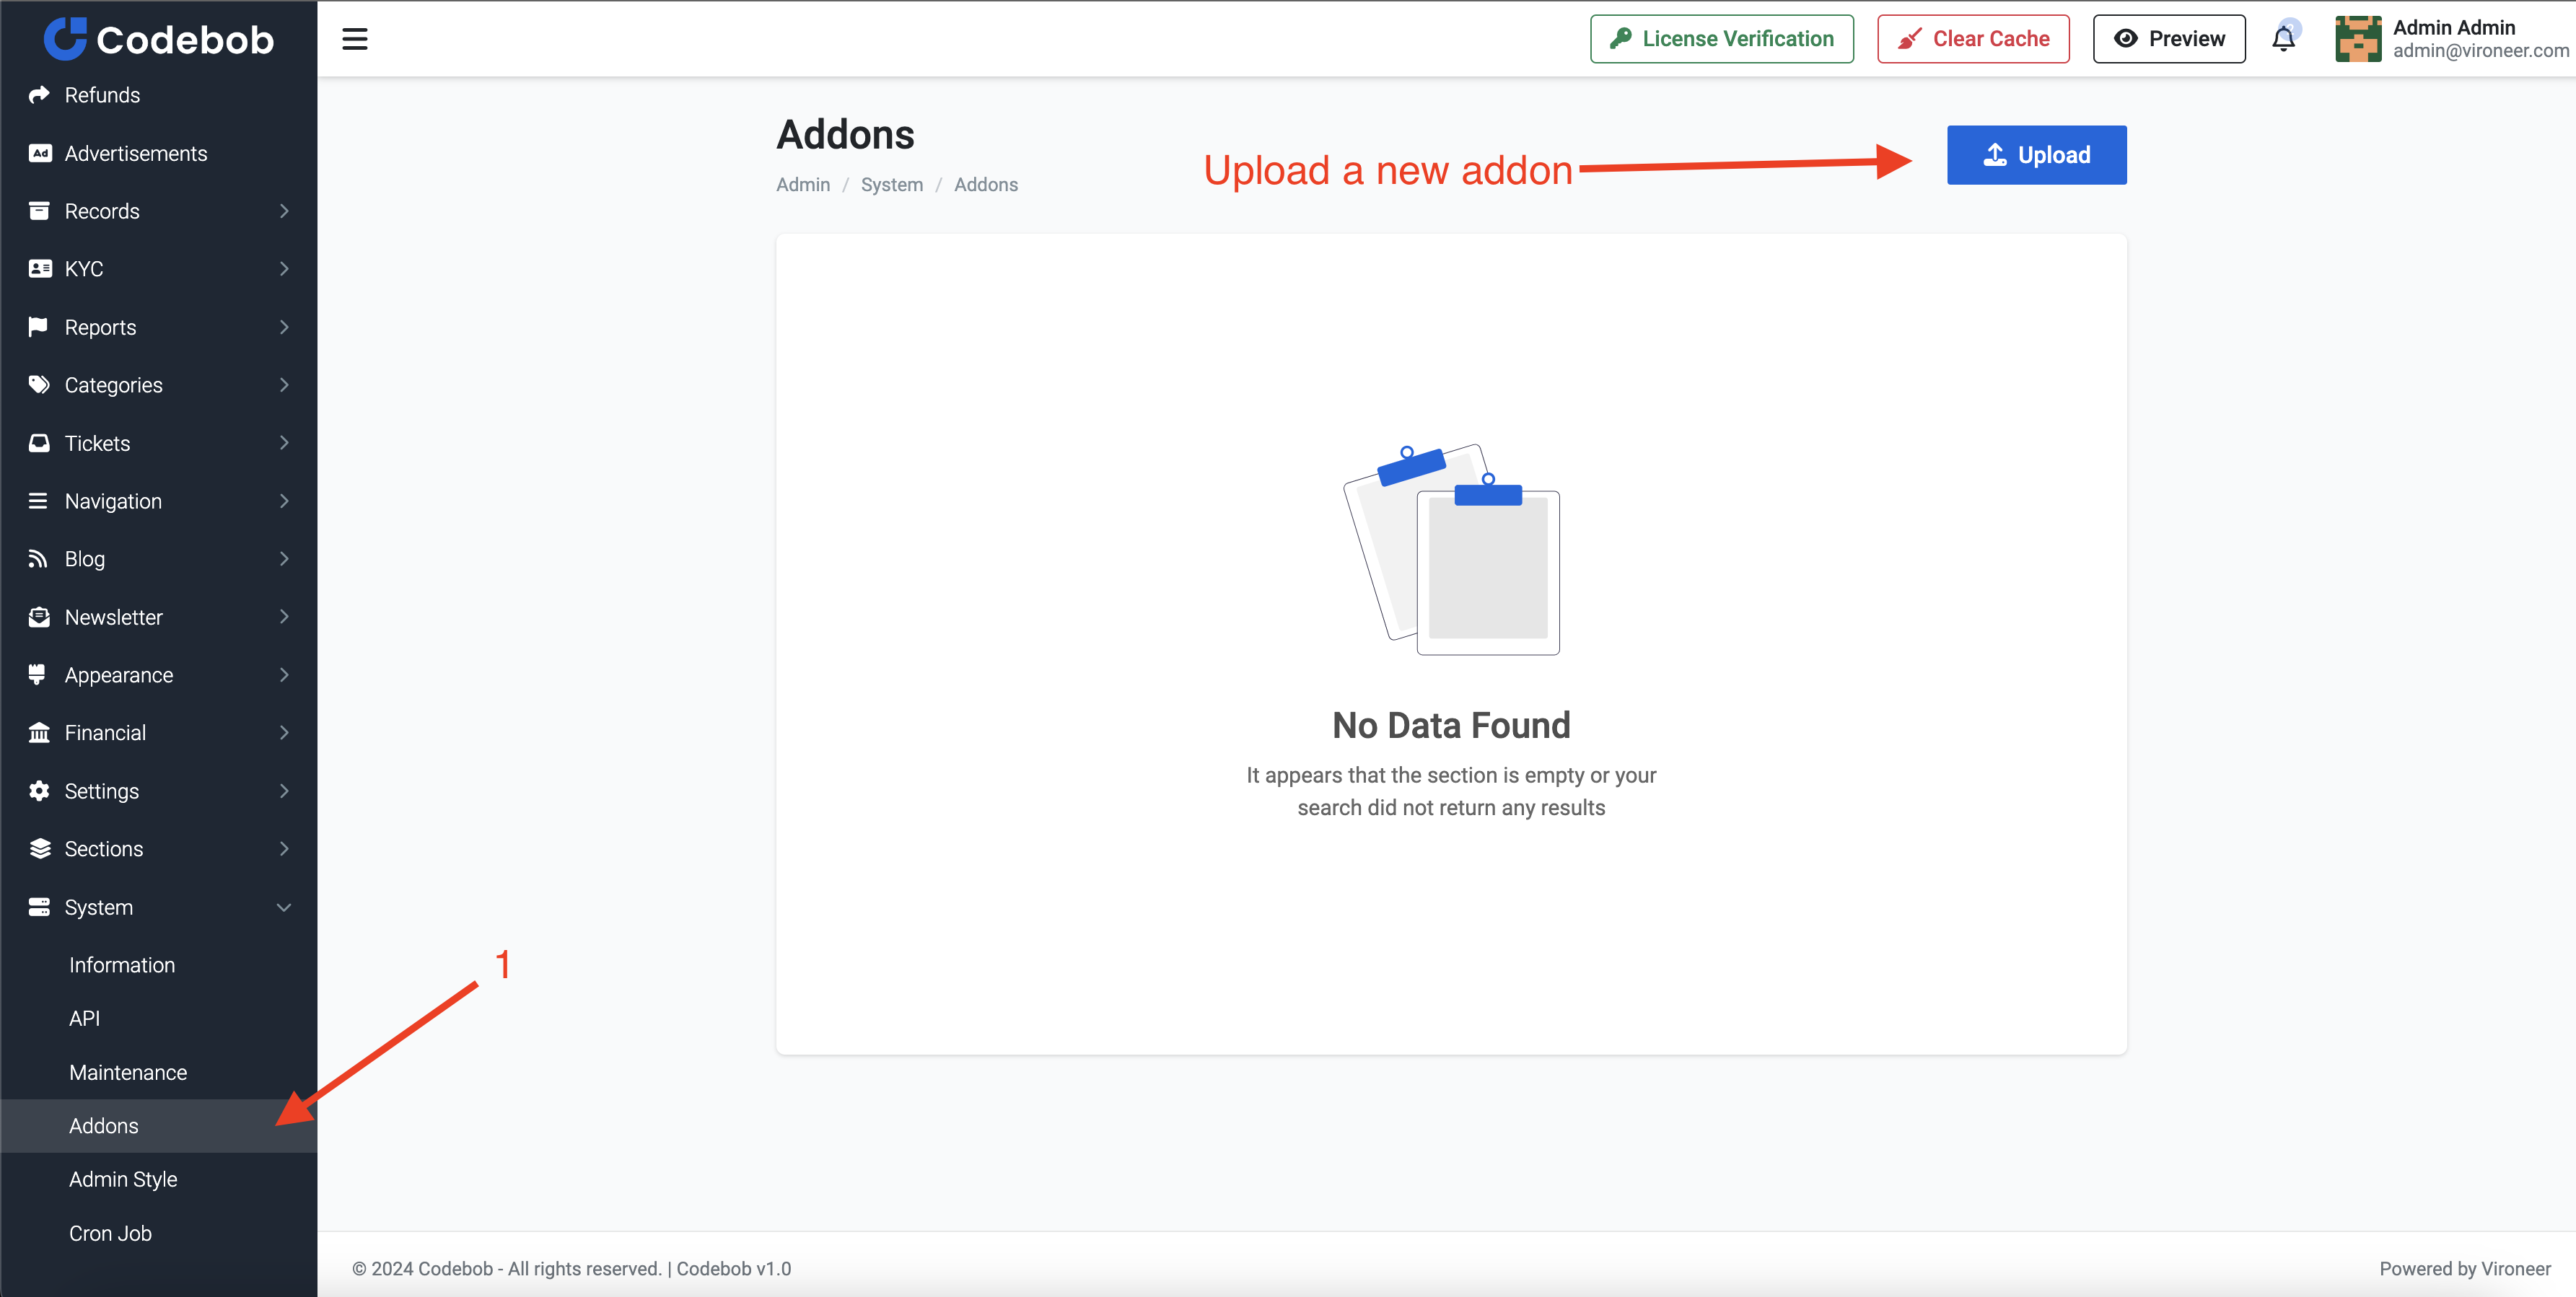 Codebob
License Verification
Clear Cache
Preview
Admin Admin
admin@vironeer.com
Refunds
Ad Advertisements
Records
KYC
Reports
Categories
Tickets
Navigation
Blog
Newsletter
Appearance
Financial
Settings
Sections
System
Information
API
Maintenance
Addons
Admin Style
Cron Job
1
Addons
Admin / System / Addons
Upload a new addon
Upload
No Data Found
It appears that the section is empty or your
search did not return any results
© 2024 Codebob - All rights reserved. | Codebob v1.0
Powered by Vironeer